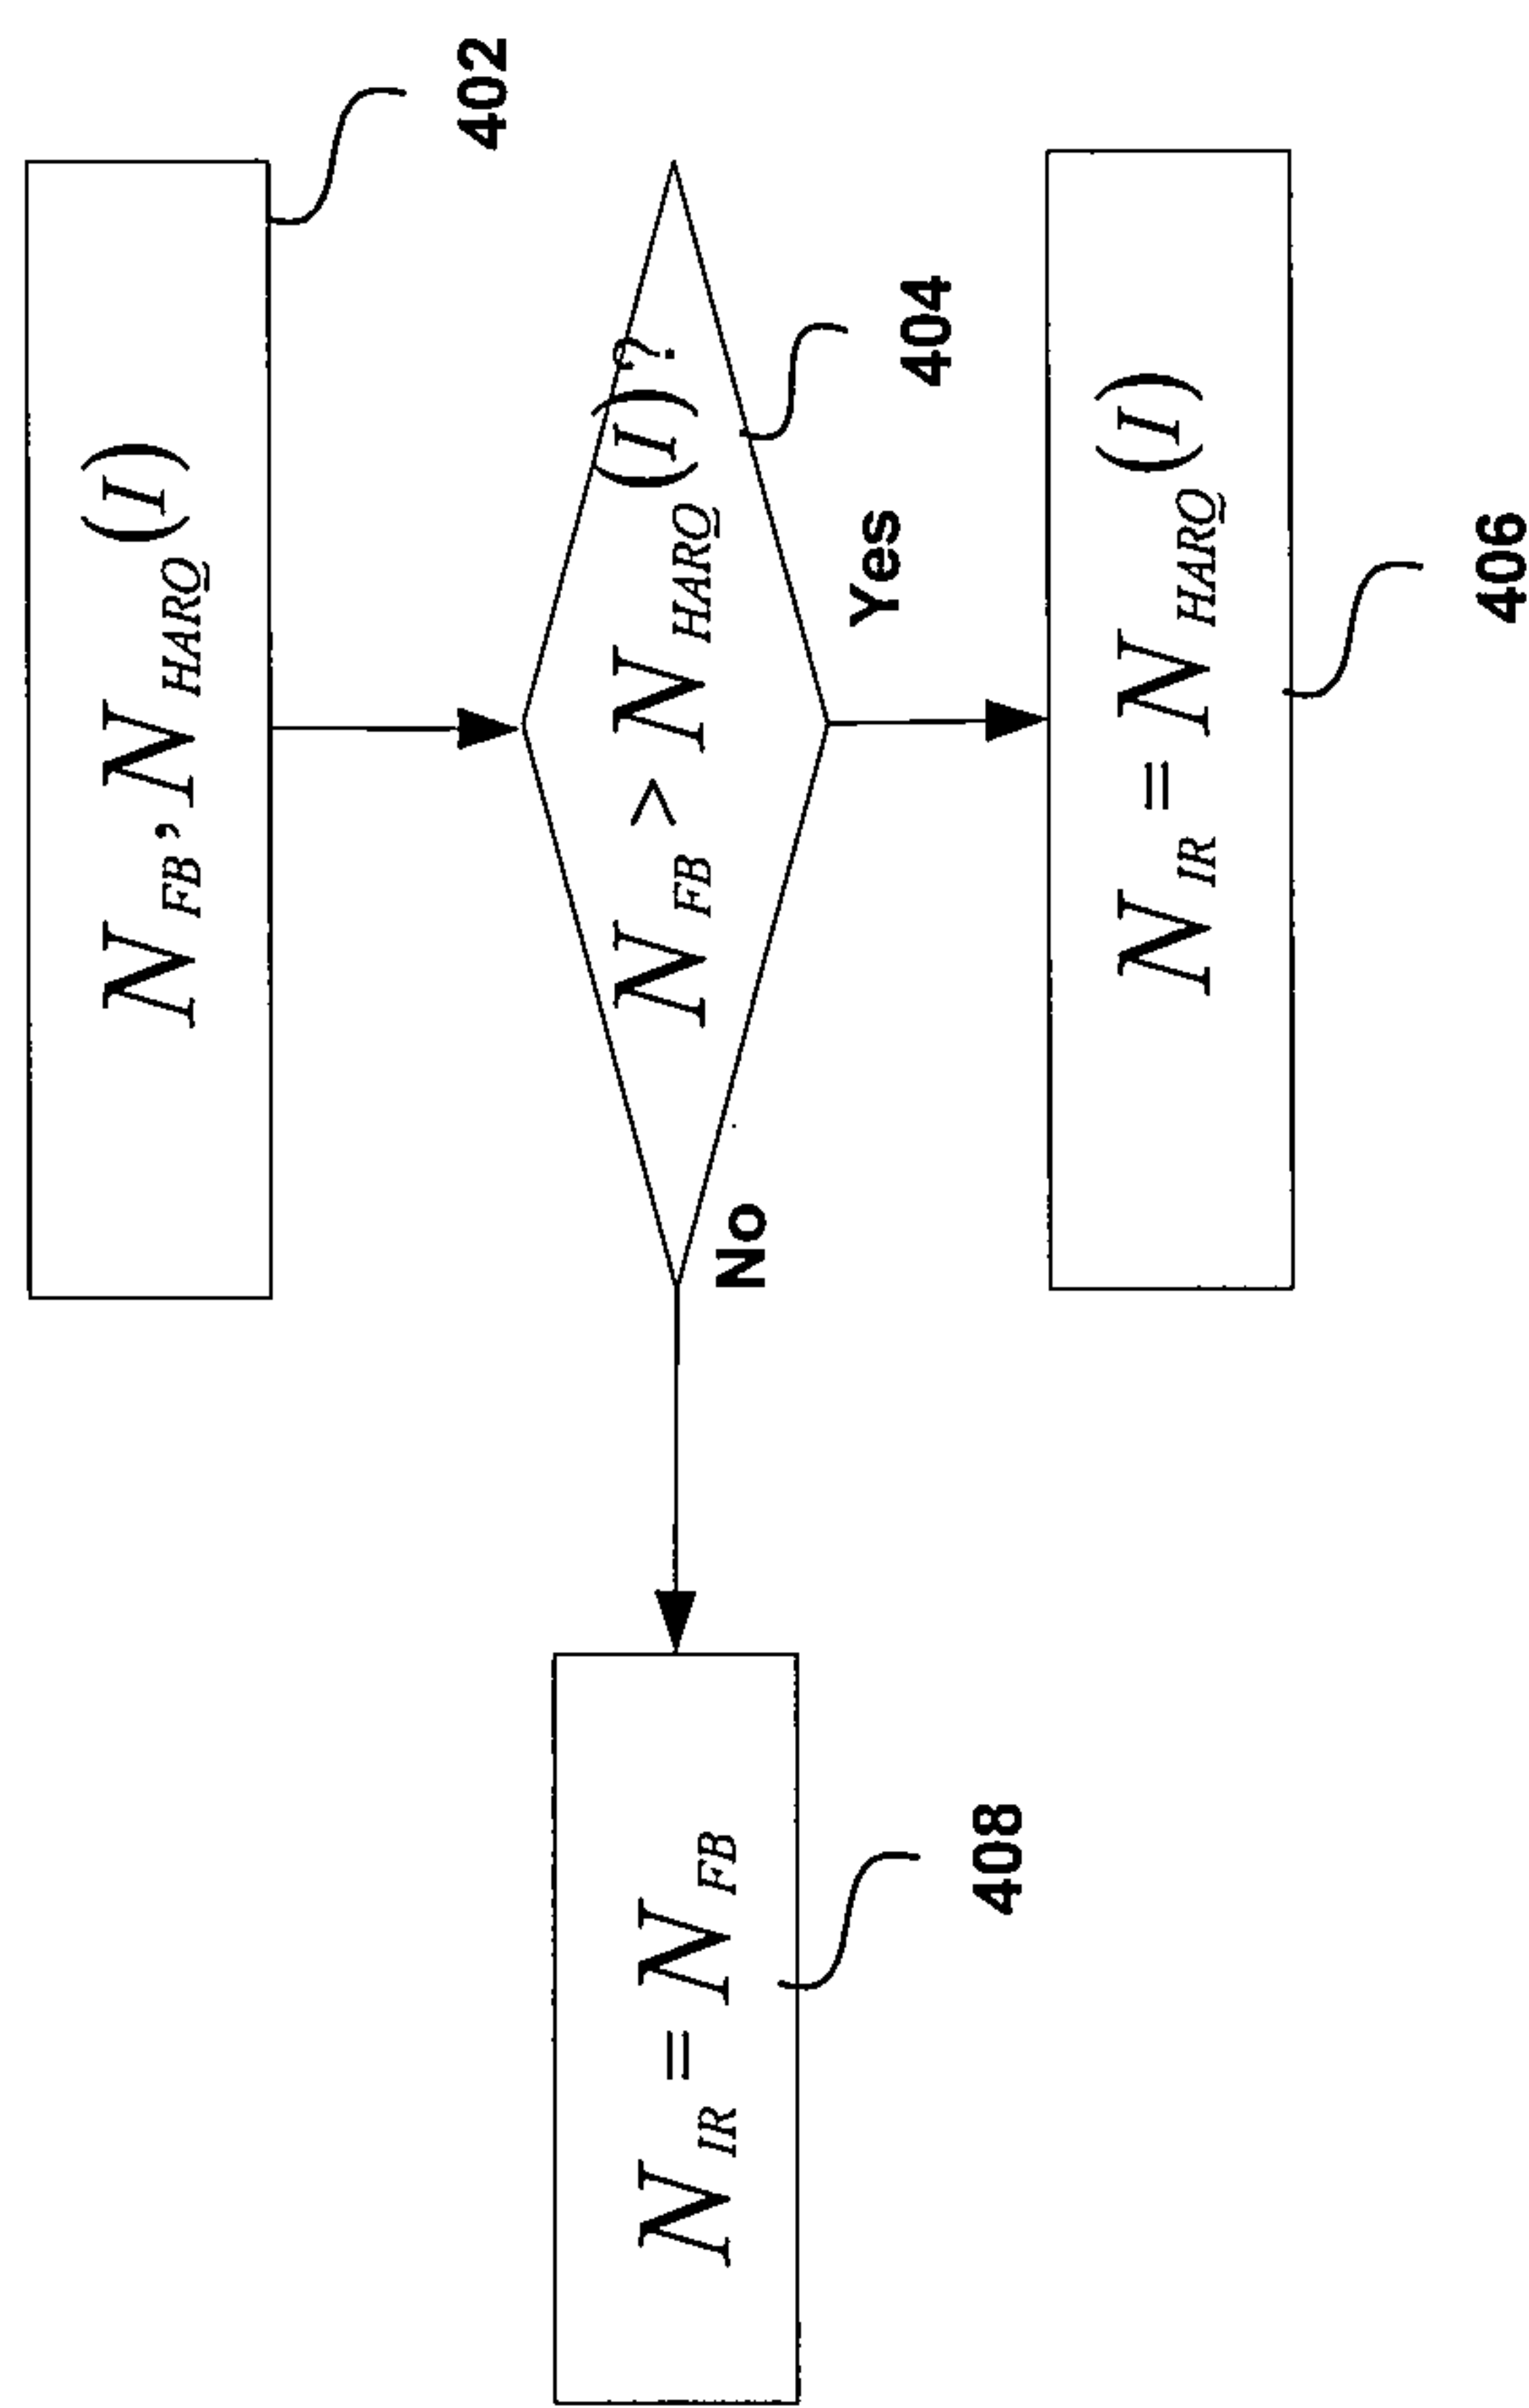 N_FB, N_HARQ(I)
402
N_FB > N_HARQ(I)?
404
Yes
No
N_IR = N_HARQ(I)
406
N_IR = N_FB
408